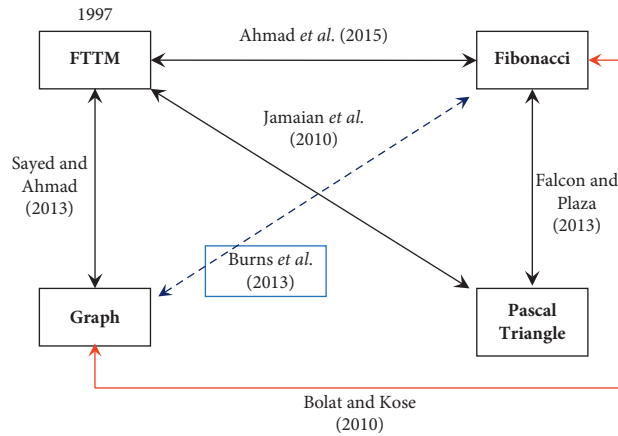 1997
FTTM
Ahmad et al. (2015)
Fibonacci
Jamaian et al.
(2010)
Sayed and
Ahmad
(2013)
Falcon and
Plaza
(2013)
Burns et al.
(2013)
Graph
Pascal
Triangle
Bolat and Kose
(2010)